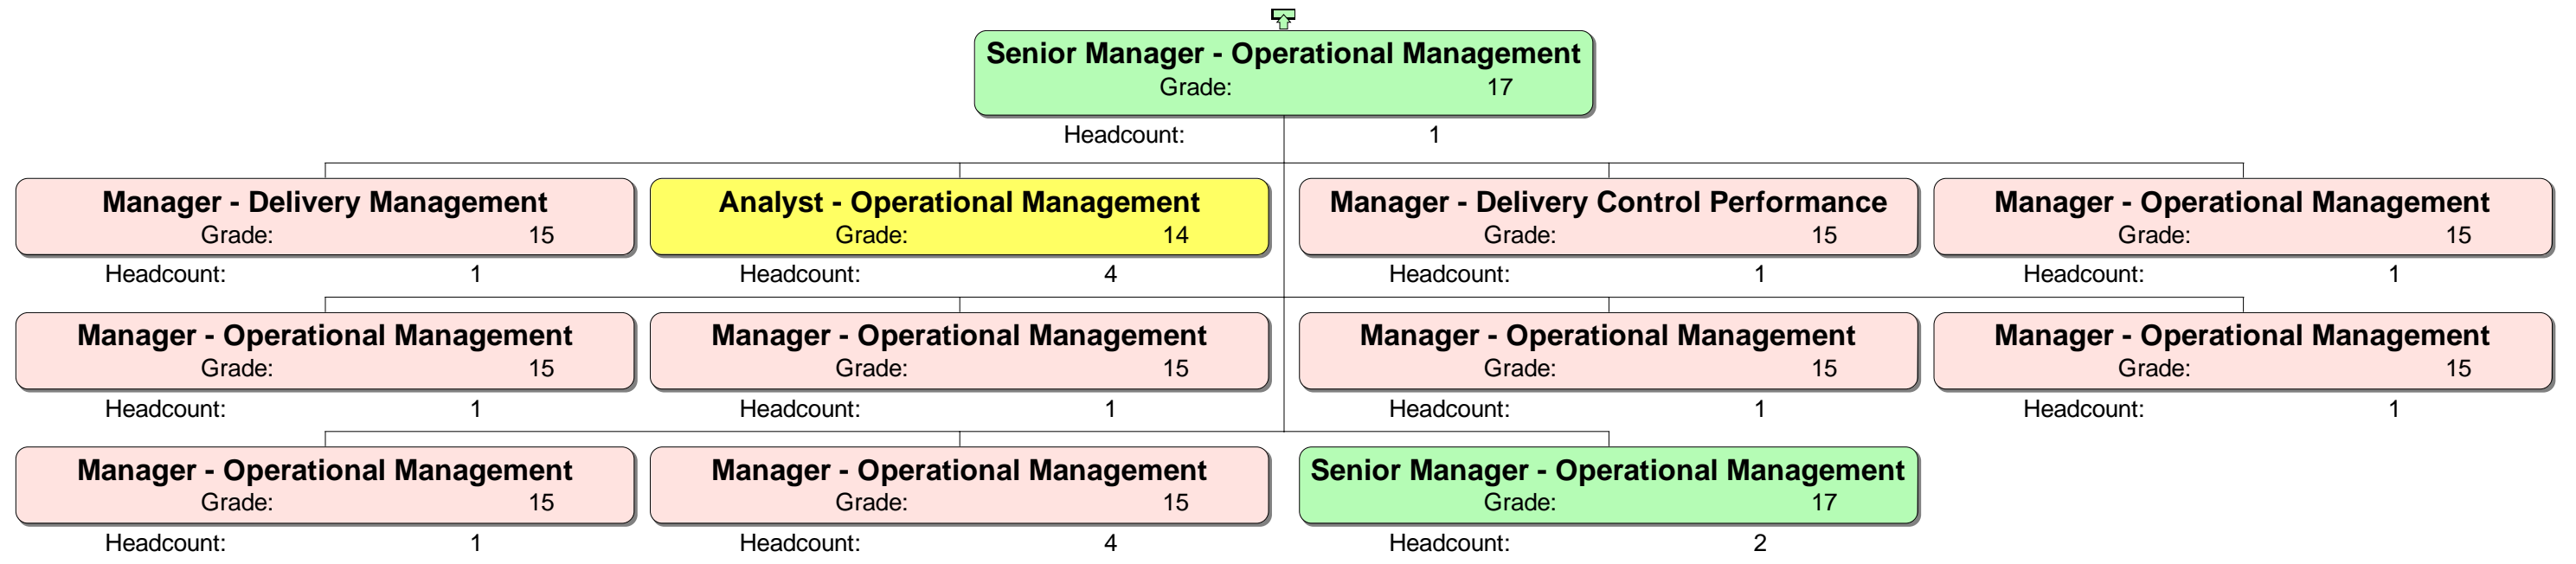 Senior Manager - Operational Management
Grade: 17
Headcount: 1
Manager - Delivery Management
Grade: 15
Headcount: 1
Analyst - Operational Management
Grade: 14
Headcount: 4
Manager - Delivery Control Performance
Grade: 15
Headcount: 1
Manager - Operational Management
Grade: 15
Headcount: 1
Manager - Operational Management
Grade: 15
Headcount: 1
Manager - Operational Management
Grade: 15
Headcount: 1
Manager - Operational Management
Grade: 15
Headcount: 1
Manager - Operational Management
Grade: 15
Headcount: 1
Manager - Operational Management
Grade: 15
Headcount: 1
Manager - Operational Management
Grade: 15
Headcount: 4
Senior Manager - Operational Management
Grade: 17
Headcount: 2